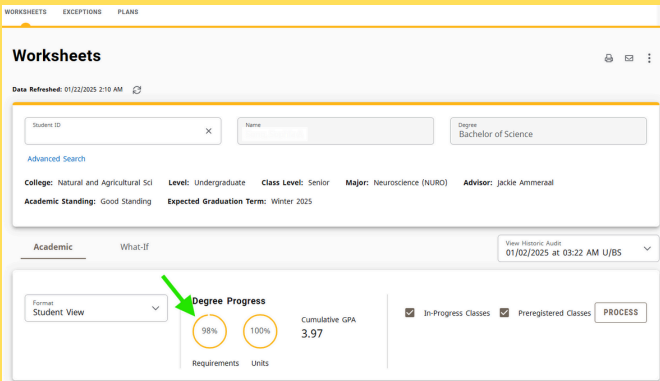 WORKSHEETS EXCEPTIONS PLANS
Worksheets
Data Refreshed: 01/22/2025 2:10 AM
Student ID
Name
Degree
Bachelor of Science
Advanced Search
College: Natural and Agricultural Sci Level: Undergraduate Class Level: Senior Major: Neuroscience (NURO) Advisor: Jackie Ammeraal
Academic Standing: Good Standing Expected Graduation Term: Winter 2025
Academic What-If
View Historic Audit
01/02/2025 at 03:22 AM U/BS
Format
Student View
Degree Progress
98% 100%
Requirements Units
Cumulative GPA
3.97
In-Progress Classes Preregistered Classes PROCESS